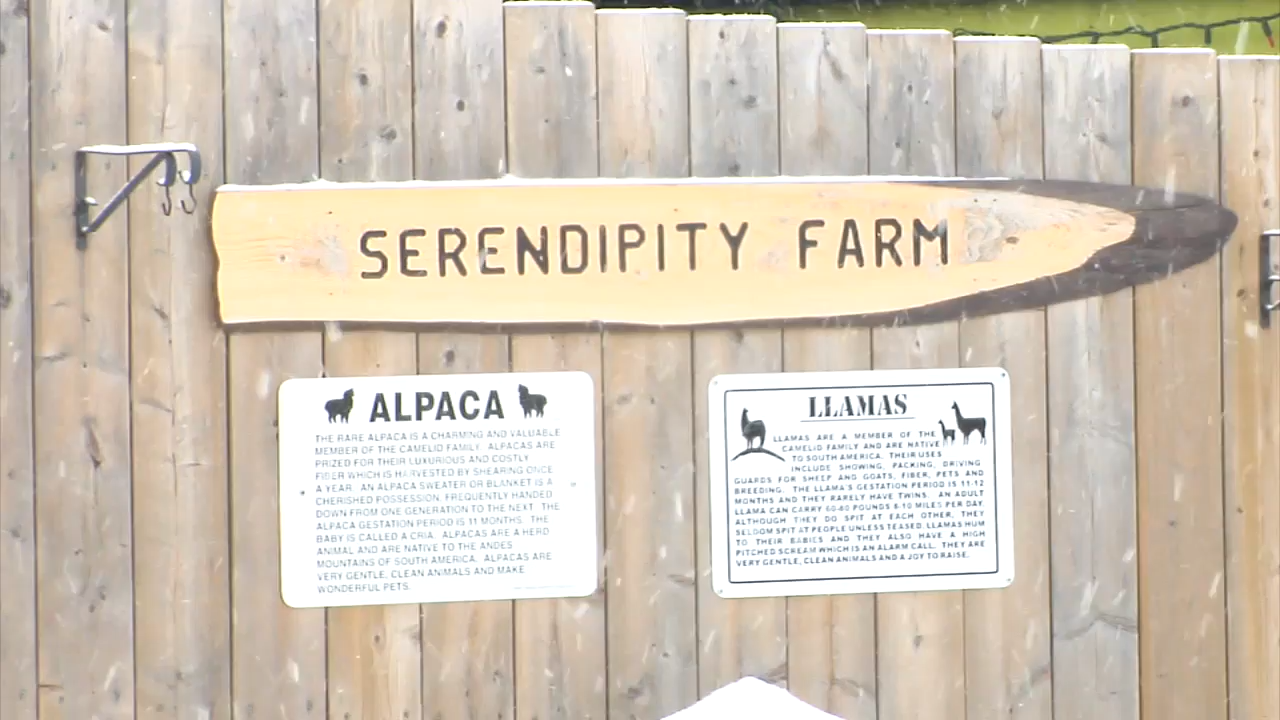 SERENDIPITY FARM
ALPACA
THE RARE ALPACA IS A CHARMING AND VALUABLE
MEMBER OF THE CAMELID FAMILY. ALPACAS ARE
PRIZED FOR THEIR LUXURIOUS AND COSTLY
FIBER WHICH IS HARVESTED BY SHEARING ONCE
A YEAR. AN ALPACA SWEATER OR BLANKET IS A
CHERISHED POSSESSION, FREQUENTLY HANDED
DOWN FROM ONE GENERATION TO THE NEXT. THE
ALPACA GESTATION PERIOD IS 11 MONTHS. THE
BABY IS CALLED A CRIA. ALPACAS ARE A HERD
ANIMAL AND ARE NATIVE TO THE ANDES
MOUNTAINS OF SOUTH AMERICA. ALPACAS ARE
VERY GENTLE, CLEAN ANIMALS AND MAKE
WONDERFUL PETS.
LLAMAS
LLAMAS ARE A MEMBER OF THE
CAMELID FAMILY AND ARE NATIVE
TO SOUTH AMERICA. THEIR USES
INCLUDE SHOWING, PACKING, DRIVING
GUARDS FOR SHEEP AND GOATS, FIBER, PETS AND
BREEDING. THE LLAMA'S GESTATION PERIOD IS 11-12
MONTHS AND THEY RARELY HAVE TWINS. AN ADULT
LLAMA CAN CARRY 60-80 POUNDS 8-10 MILES PER DAY.
ALTHOUGH THEY DO SPIT AT EACH OTHER, THEY
SELDOM SPIT AT PEOPLE UNLESS TEASED. LLAMAS HUM
TO THEIR BABIES AND THEY ALSO HAVE A HIGH
PITCHED SCREAM WHICH IS AN ALARM CALL. THEY ARE
VERY GENTLE, CLEAN ANIMALS AND A JOY TO RAISE.